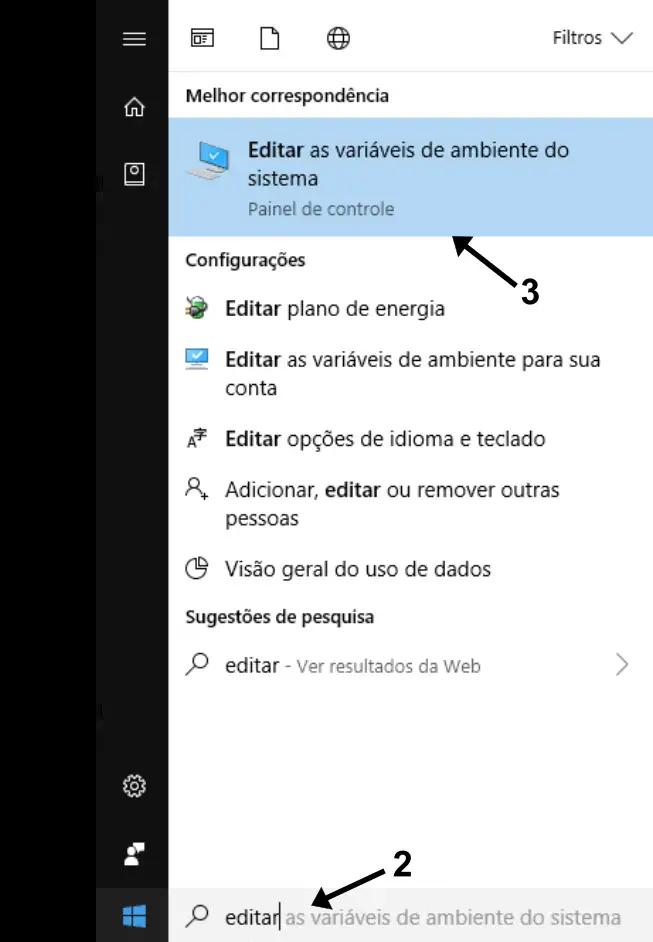 Filtros
Melhor correspondência
Editar as variáveis de ambiente do
sistema
Painel de controle
3
Configurações
Editar plano de energia
Editar as variáveis de ambiente para sua
conta
Editar opções de idioma e teclado
Adicionar, editar ou remover outras
pessoas
Visão geral do uso de dados
Sugestões de pesquisa
editar - Ver resultados da Web
2
editar as variáveis de ambiente do sistema